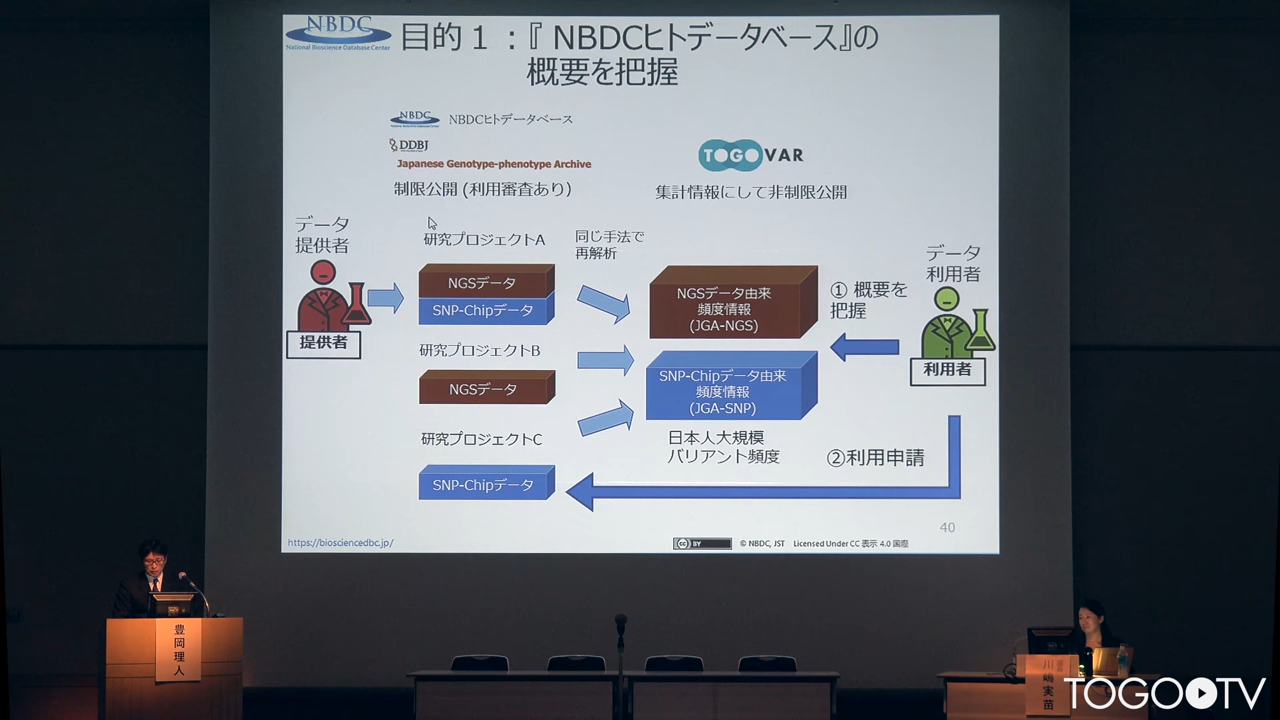 NBDC
National Bioscience Database Center
目的１：『 NBDCヒトデータベース』の
概要を把握
NBDC
NBDCヒトデータベース
DDBJ
Japanese Genotype-phenotype Archive
制限公開 (利用審査あり)
TOGO VAR
集計情報にして非制限公開
データ
提供者
提供者
研究プロジェクトA
NGSデータ
SNP-Chipデータ
研究プロジェクトB
NGSデータ
研究プロジェクトC
SNP-Chipデータ
同じ手法で
再解析
NGSデータ由来
頻度情報
(JGA-NGS)
SNP-Chipデータ由来
頻度情報
(JGA-SNP)
日本人大規模
バリアント頻度
① 概要を
把握
データ
利用者
利用者
②利用申請
40
https://biosciencedbc.jp/
(cc) BY
© NBDC, JST Licensed Under CC 表示 4.0 国際
豊岡理人
川嶋実苗
TOGO TV